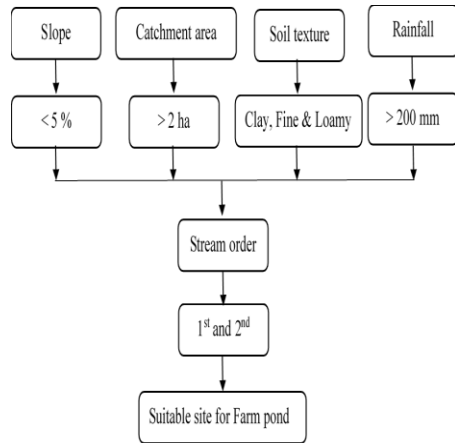 Slope
Catchment area
Soil texture
Rainfall
< 5 %
> 2 ha
Clay, Fine & Loamy
> 200 mm
Stream order
1st and 2nd
Suitable site for Farm pond